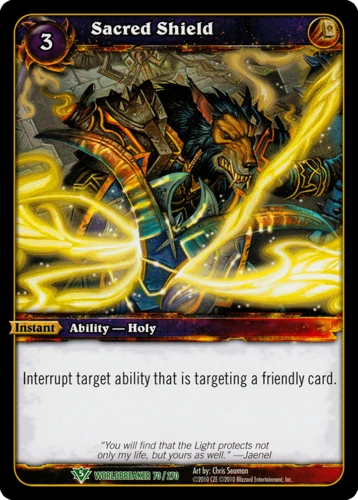 3
Sacred Shield
Instant
Ability — Holy
Interrupt target ability that is targeting a friendly card.
"You will find that the Light protects not
only my life, but yours as well." —Jaenel
5
WORLDBREAKER 70 / 270
Art by: Chris Seaman
©2010 CZE ©2010 Blizzard Entertainment, Inc.